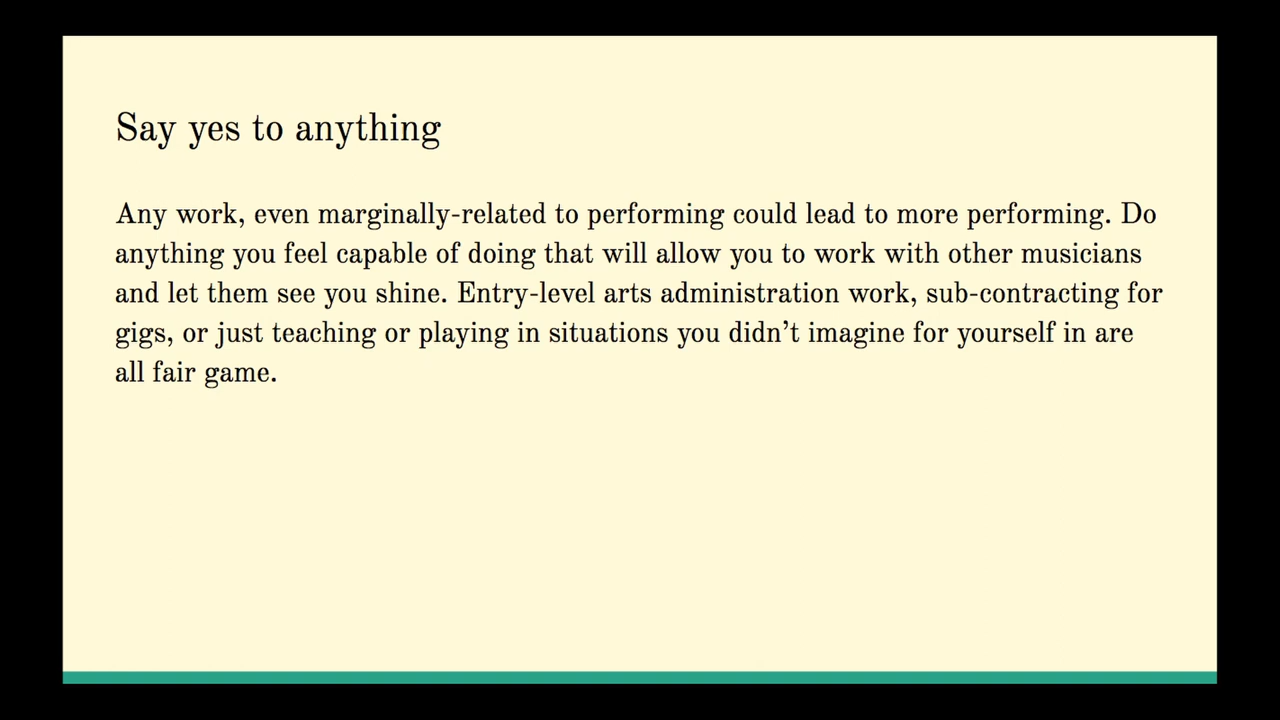 Say yes to anything
Any work, even marginally-related to performing could lead to more performing. Do
anything you feel capable of doing that will allow you to work with other musicians
and let them see you shine. Entry-level arts administration work, sub-contracting for
gigs, or just teaching or playing in situations you didn’t imagine for yourself in are
all fair game.